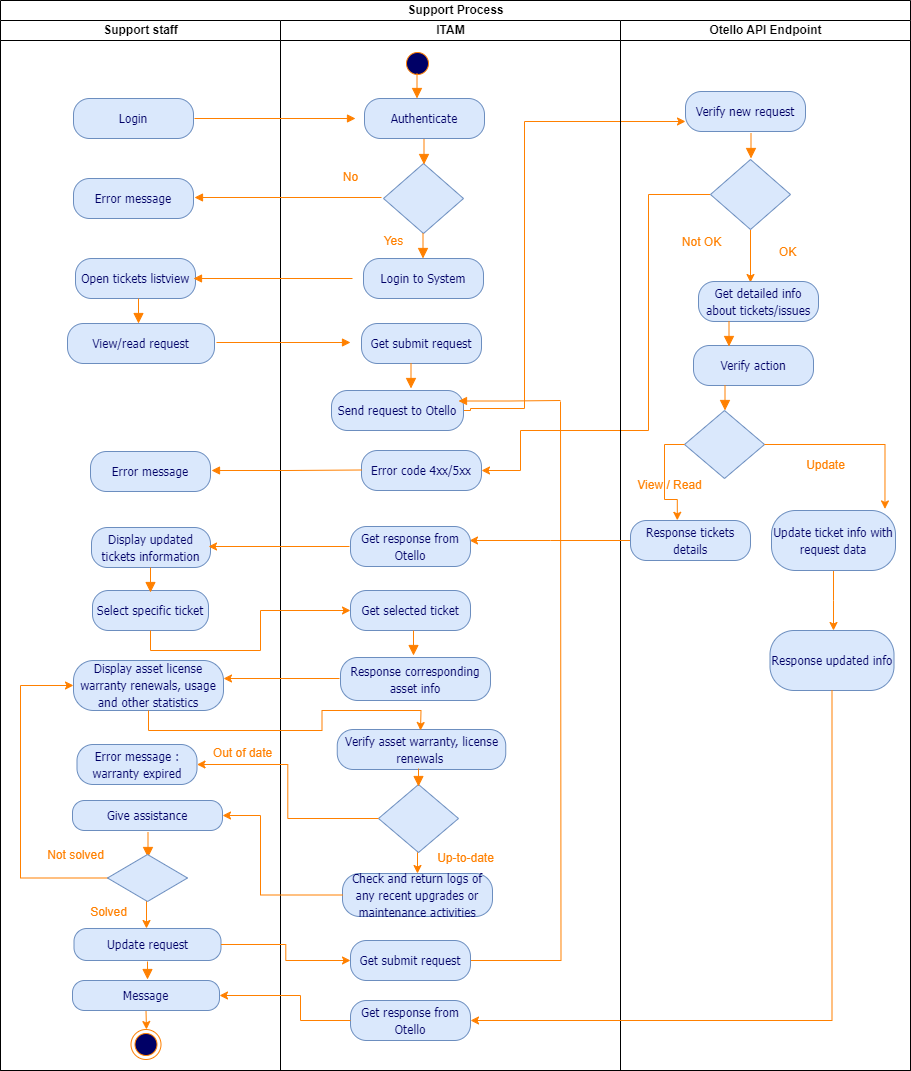 Support Process
Support staff
ITAM
Otello API Endpoint
Login
Authenticate
Verify new request
No
Error message
Yes
Not OK
OK
Open tickets listview
Login to System
Get detailed info
about tickets/issues
View/read request
Get submit request
Verify action
Send request to Otello
Error message
Error code 4xx/5xx
Update
View / Read
Display updated
tickets information
Get response from
Otello
Response tickets
details
Update ticket info with
request data
Select specific ticket
Get selected ticket
Response updated info
Display asset license
warranty renewals, usage
and other statistics
Response corresponding
asset info
Verify asset warranty, license
renewals
Out of date
Error message :
warranty expired
Give assistance
Not solved
Up-to-date
Check and return logs of
any recent upgrades or
maintenance activities
Solved
Update request
Get submit request
Message
Get response from
Otello